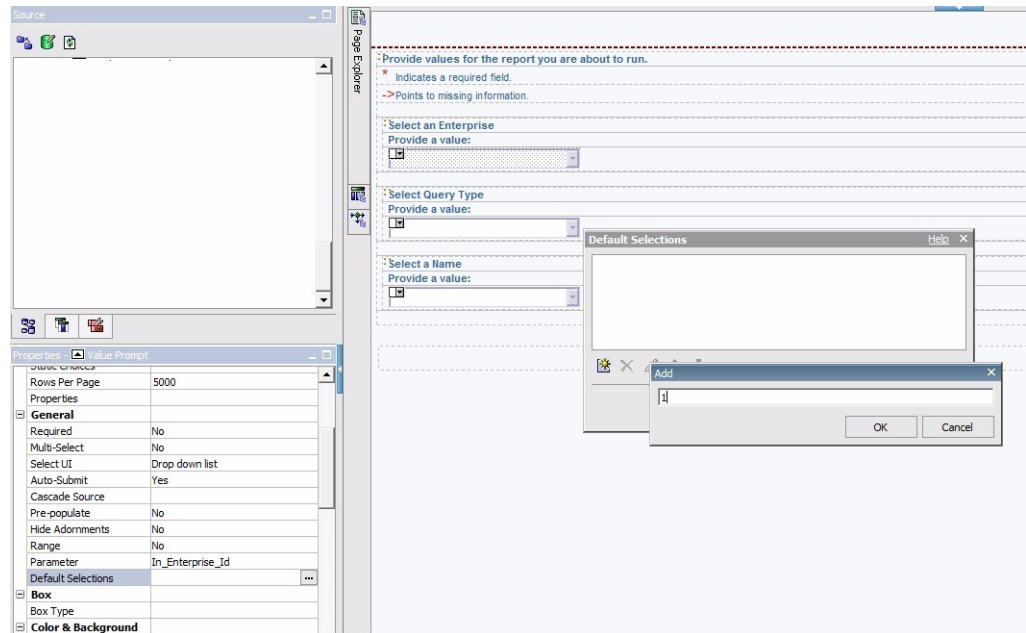 Source
Properties - Value Prompt
Static Choices
Rows Per Page 5000
Properties
General
Required No
Multi-Select No
Select UI Drop down list
Auto-Submit Yes
Cascade Source
Pre-populate No
Hide Adornments No
Range No
Parameter In_Enterprise_Id
Default Selections ...
Box
Box Type
Color & Background
Page Explorer
Provide values for the report you are about to run.
* Indicates a required field.
->Points to missing information.
Select an Enterprise
Provide a value:
Select Query Type
Provide a value:
Select a Name
Provide a value:
Default Selections Help X
Add X
1
OK Cancel